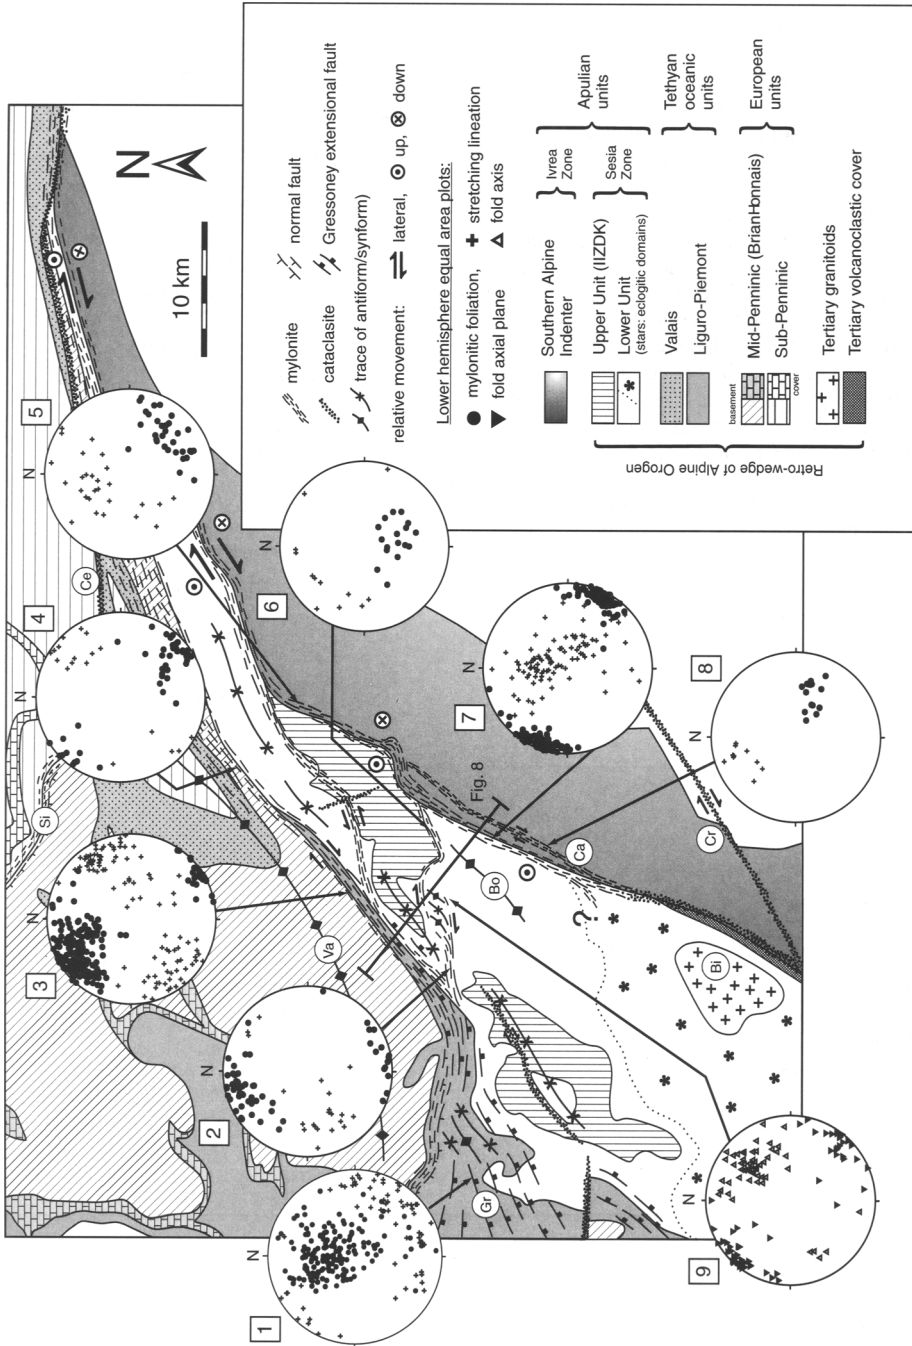 N
10 km
mylonite
normal fault
cataclasite
Gressoney extensional fault
trace of antiform/synform
relative movement:
lateral,
up,
down
Lower hemisphere equal area plots:
mylonitic foliation,
stretching lineation
fold axial plane
fold axis
Southern Alpine
Indenter
Ivrea
Zone
Upper Unit (IIZDK)
Lower Unit
(stars: eclogitic domains)
Sesia
Zone
Apulian
units
Valais
Liguro-Piemont
Tethyan
oceanic
units
basement
cover
Mid-Penninic (Brian!onnais)
Sub-Penninic
European
units
Tertiary granitoids
Tertiary volcanoclastic cover
Retro-wedge of Alpine Orogen
1
N
2
N
3
N
4
N
5
N
6
N
7
N
8
N
9
N
Si
Ce
Va
Gr
Bo
Ca
Cr
Bi
Fig. 8
?